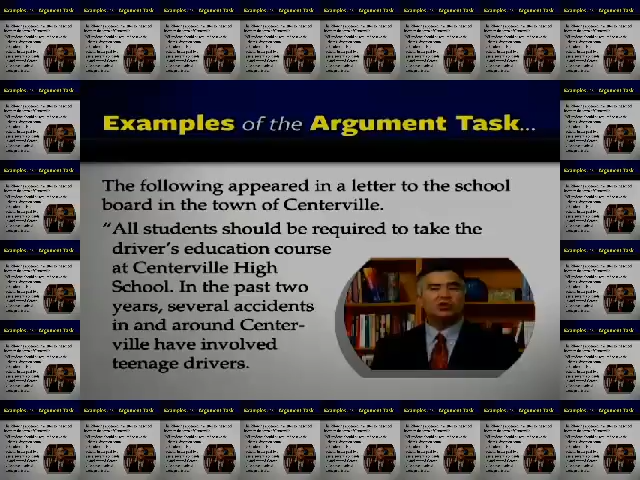 Examples of the Argument Task...
The following appeared in a letter to the school
board in the town of Centerville.
“All students should be required to take the
driver's education course
at Centerville High
School. In the past two
years, several accidents
in and around Center-
ville have involved
teenage drivers.